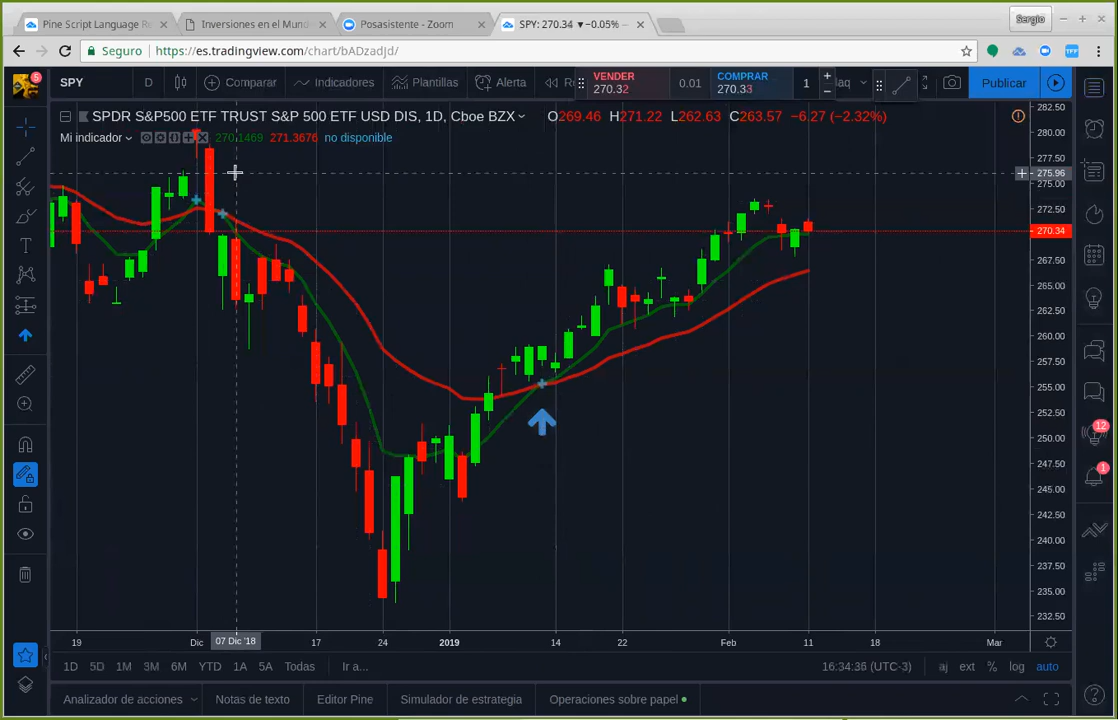 Pine Script Language Re
Inversiones en el Mund
Posasistente - Zoom
SPY: 270.34 ▼−0.05%
Sergio
Seguro
https://es.tradingview.com/chart/bADzadJd/
5
SPY
D
Comparar
Indicadores
Plantillas
Alerta
VENDER
270.32
0.01
COMPRAR
270.33
1
Publicar
SPDR S&P500 ETF TRUST S&P 500 ETF USD DIS, 1D, Cboe BZX
O269.46 H271.22 L262.63 C263.57 −6.27 (−2.32%)
Mi indicador
270.1469 271.3676 no disponible
282.50
280.00
277.50
275.96
275.00
272.50
270.34
267.50
265.00
262.50
260.00
257.50
255.00
252.50
250.00
247.50
245.00
242.50
240.00
237.50
235.00
232.50
12
1
19 Dic 07 Dic '18 17 24 2019 14 22 Feb 11 18 Mar
1D 5D 1M 3M 6M YTD 1A 5A Todas Ir a...
16:34:36 (UTC-3) aj ext % log auto
Analizador de acciones Notas de texto Editor Pine Simulador de estrategia Operaciones sobre papel